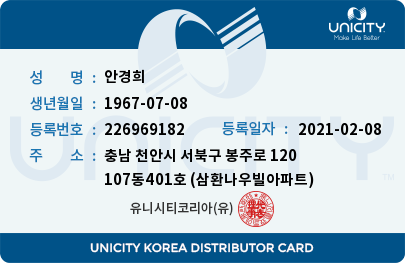 UNICITY
Make Life Better
UNICITY
성 명 : 안경희
생년월일 : 1967-07-08
등록번호 : 226969182 등록일자 : 2021-02-08
주 소 : 충남 천안시 서북구 봉주로 120
107동401호 (삼환나우빌아파트)
유니시티코리아(유)
UNICITY KOREA DISTRIBUTOR CARD